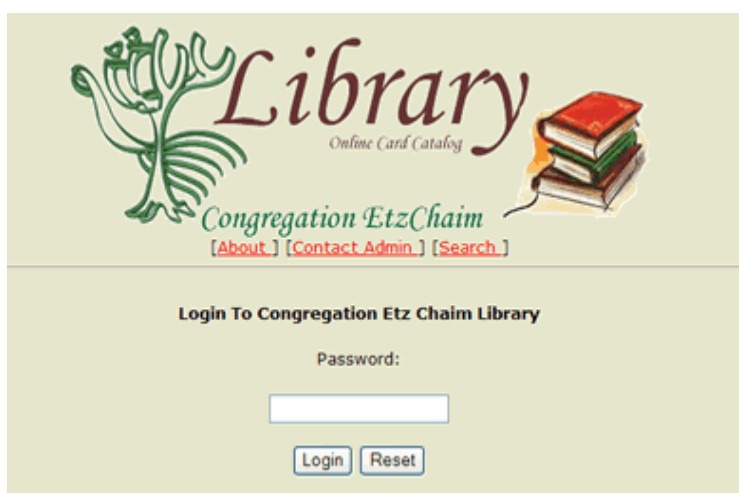 Library
Online Card Catalog
Congregation EtzChaim
[About ] [Contact Admin ] [Search ]
Login To Congregation Etz Chaim Library
Password:
Login Reset